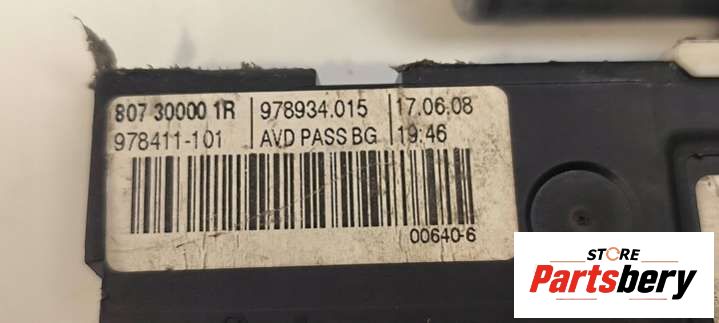 807 30000 1R 978934.015 17.06.08
978411-101 AVD PASS BG 19:46
00640-6
STORE
Partsbery